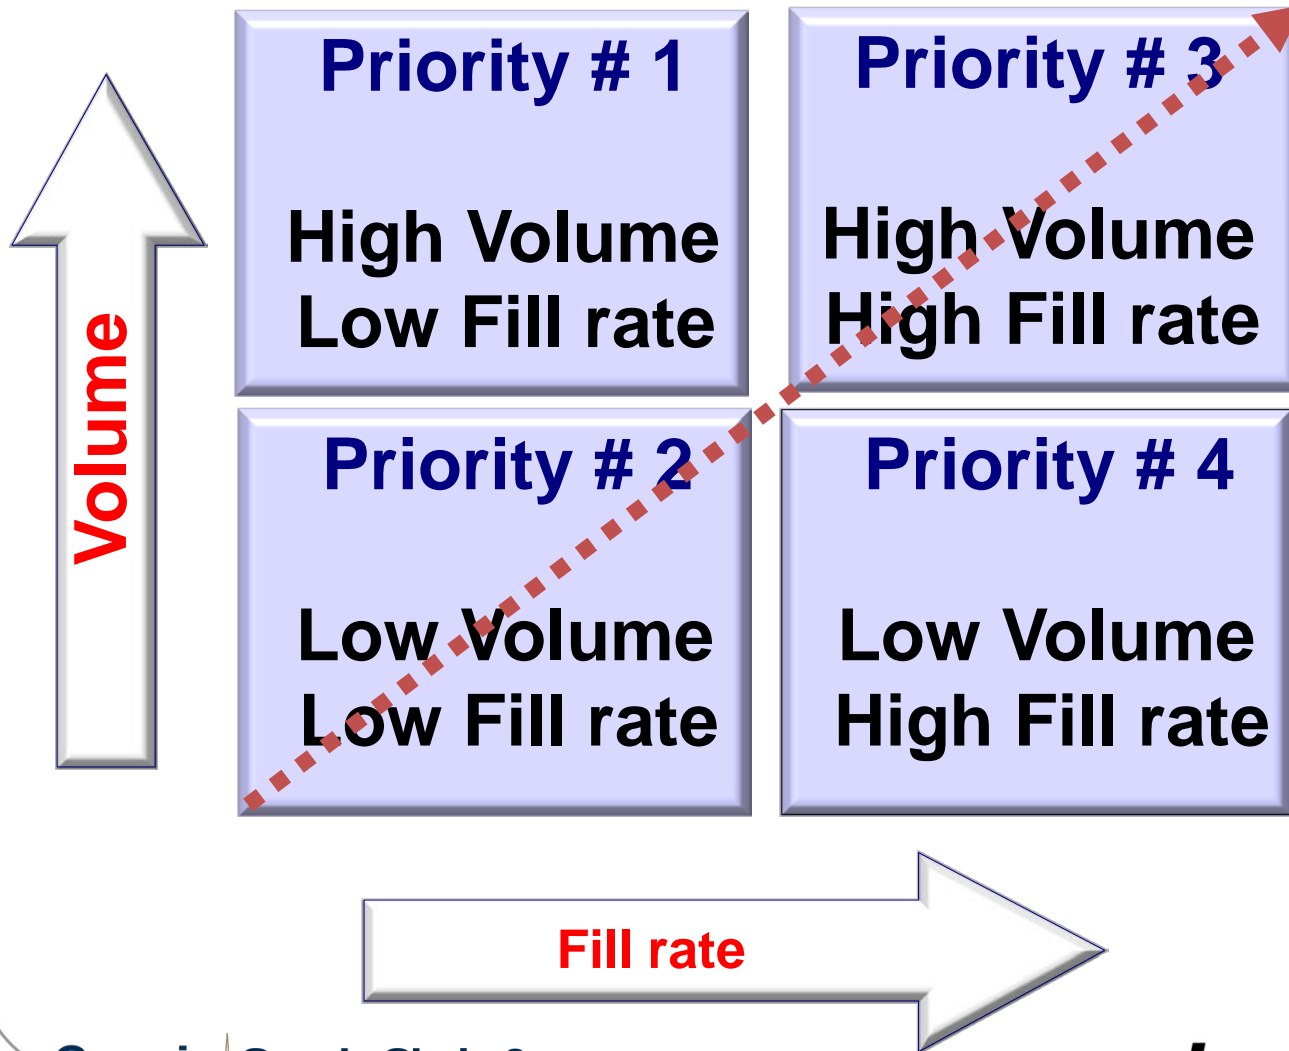 Priority # 1
High Volume
Low Fill rate
Priority # 3
High Volume
High Fill rate
Volume
Priority # 2
Low Volume
Low Fill rate
Priority # 4
Low Volume
High Fill rate
Fill rate